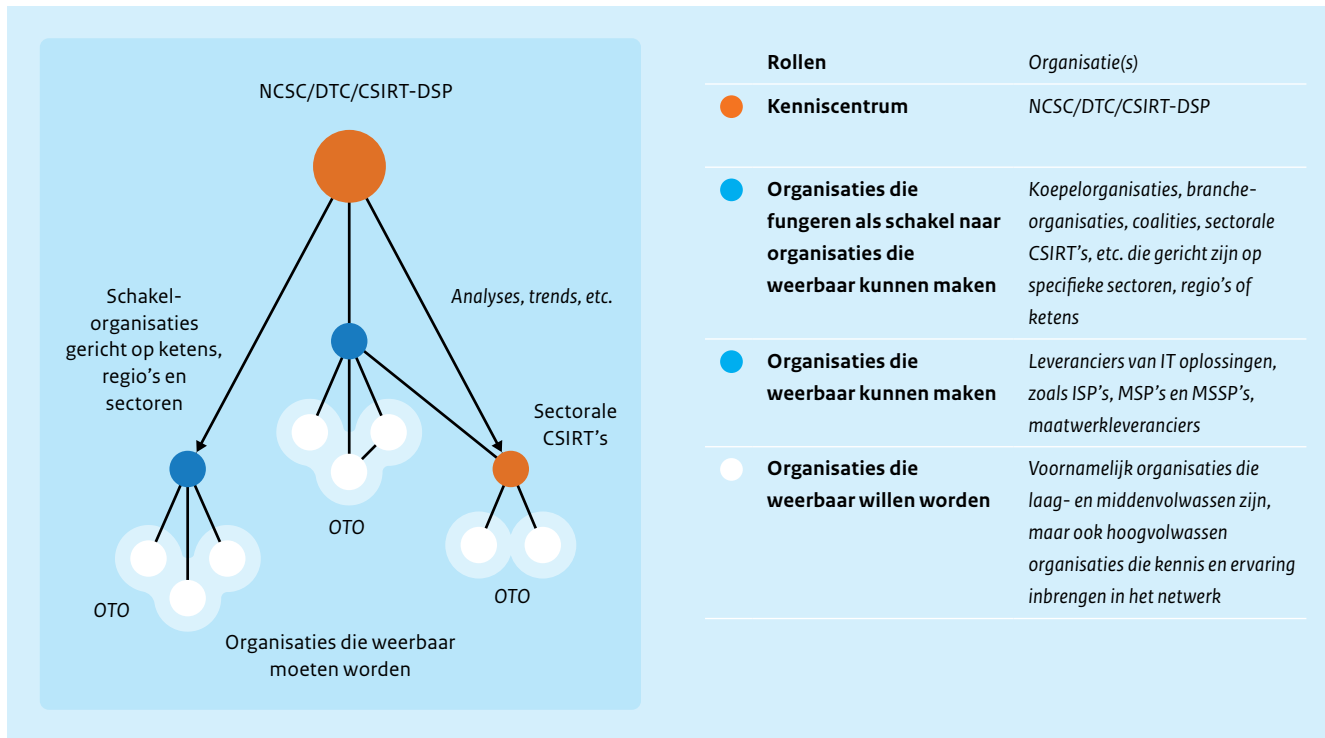 NCSC/DTC/CSIRT-DSP
Schakel-
organisaties
gericht op ketens,
regio's en
sectoren
Analyses, trends, etc.
Sectorale
CSIRT's
OTO
OTO
OTO
Organisaties die weerbaar
moeten worden
Rollen
Organisatie(s)
Kenniscentrum
NCSC/DTC/CSIRT-DSP
Organisaties die
fungeren als schakel naar
organisaties die
weerbaar kunnen maken
Koepelorganisaties, branche-
organisaties, coalities, sectorale
CSIRT's, etc. die gericht zijn op
specifieke sectoren, regio's of
ketens
Organisaties die
weerbaar kunnen maken
Leveranciers van IT oplossingen,
zoals ISP's, MSP's en MSSP's,
maatwerkleveranciers
Organisaties die
weerbaar willen worden
Voornamelijk organisaties die
laag- en middenvolwassen zijn,
maar ook hoogvolwassen
organisaties die kennis en ervaring
inbrengen in het netwerk